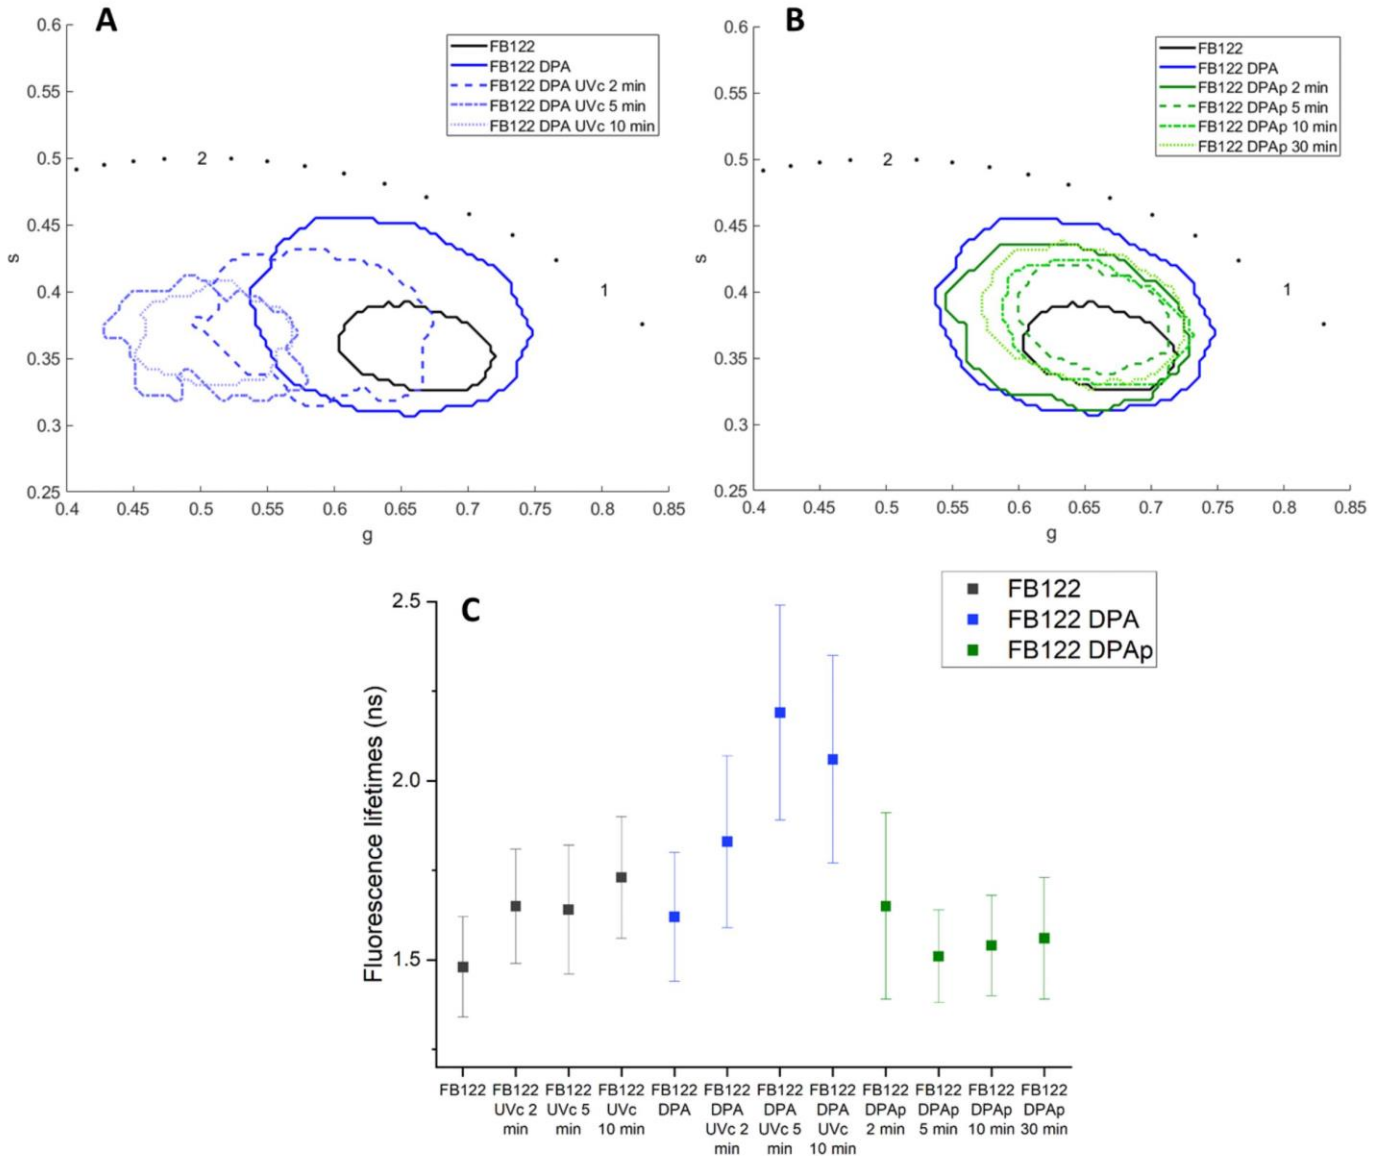 A
0.6
0.55
0.5
0.45
0.4
0.35
0.3
0.25
s
FB122
FB122 DPA
FB122 DPA UVc 2 min
FB122 DPA UVc 5 min
FB122 DPA UVc 10 min
2
1
0.4 0.45 0.5 0.55 0.6 0.65 0.7 0.75 0.8 0.85
g
B
0.6
0.55
0.5
0.45
0.4
0.35
0.3
0.25
s
FB122
FB122 DPA
FB122 DPAp 2 min
FB122 DPAp 5 min
FB122 DPAp 10 min
FB122 DPAp 30 min
2
1
0.4 0.45 0.5 0.55 0.6 0.65 0.7 0.75 0.8 0.85
g
C
FB122
FB122 DPA
FB122 DPAp
2.5
2.0
1.5
Fluorescence lifetimes (ns)
FB122
FB122
UVc 2
min
FB122
UVc 5
min
FB122
UVc
10 min
FB122
DPA
FB122
DPA
UVc 2
min
FB122
DPA
UVc 5
min
FB122
DPA
UVc
10 min
FB122
DPAp
2 min
FB122
DPAp
5 min
FB122
DPAp
10 min
FB122
DPAp
30 min